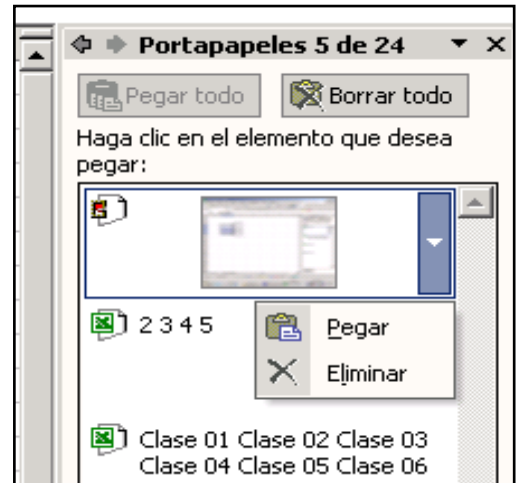 Portapapeles 5 de 24
Pegar todo Borrar todo
Haga clic en el elemento que desea
pegar:
2 3 4 5
Pegar
Eliminar
Clase 01 Clase 02 Clase 03
Clase 04 Clase 05 Clase 06